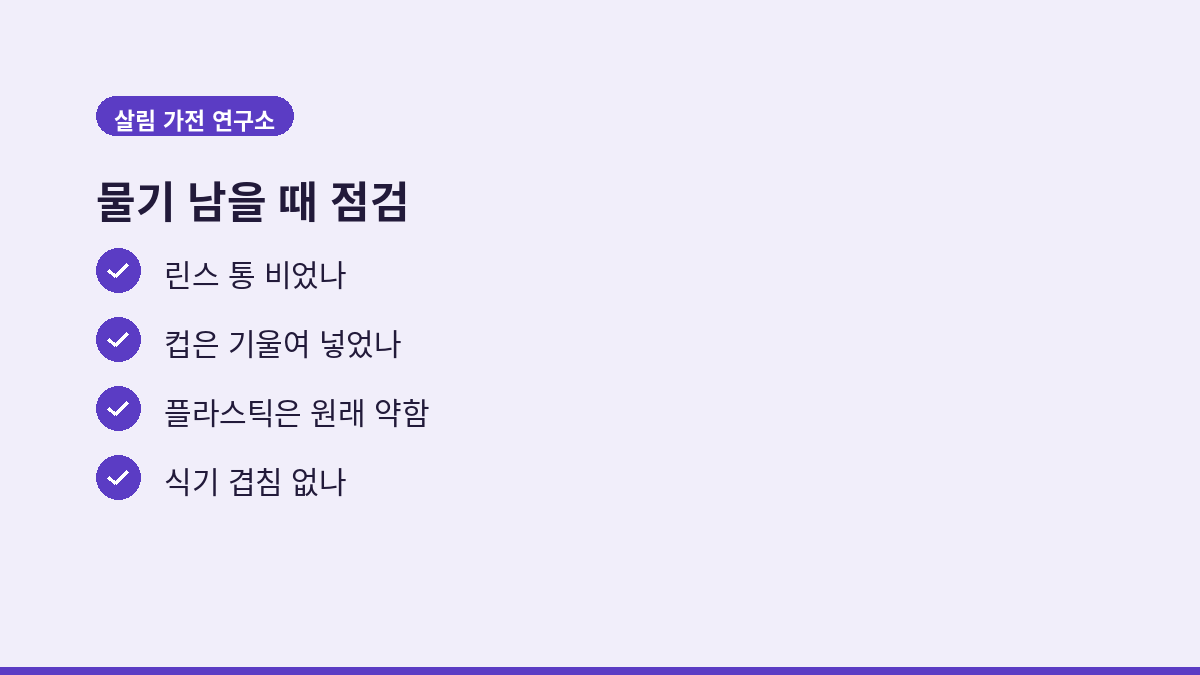 살림 가전 연구소
물기 남을 때 점검
린스 통 비었나
컵은 기울여 넣었나
플라스틱은 원래 약함
식기 겹침 없나